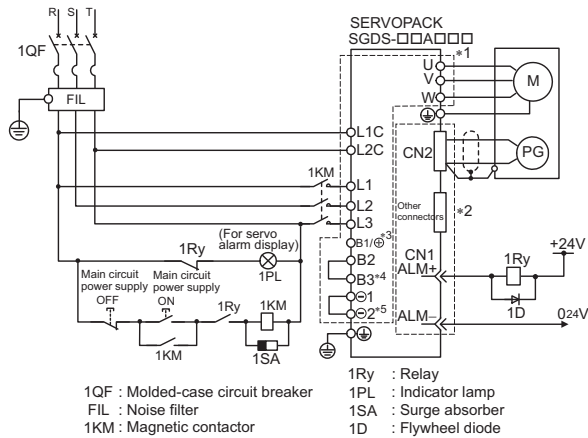 R S T
1QF
FIL
SERVOPACK
SGDS-□□A□□□
*1
U
V
W
M
L1C
L2C
CN2
PG
1KM
L1
L2
L3
Other
connectors
*2
(For servo
alarm display)
1Ry
1PL
B1/⊕*3
B2
B3*4
⊖1
⊖2*5
CN1
ALM+
1Ry
+24V
1D
ALM−
024V
Main circuit
power supply
OFF
Main circuit
power supply
ON
1Ry
1KM
1KM
1SA
1QF : Molded-case circuit breaker
FIL : Noise filter
1KM : Magnetic contactor
1Ry : Relay
1PL : Indicator lamp
1SA : Surge absorber
1D : Flywheel diode